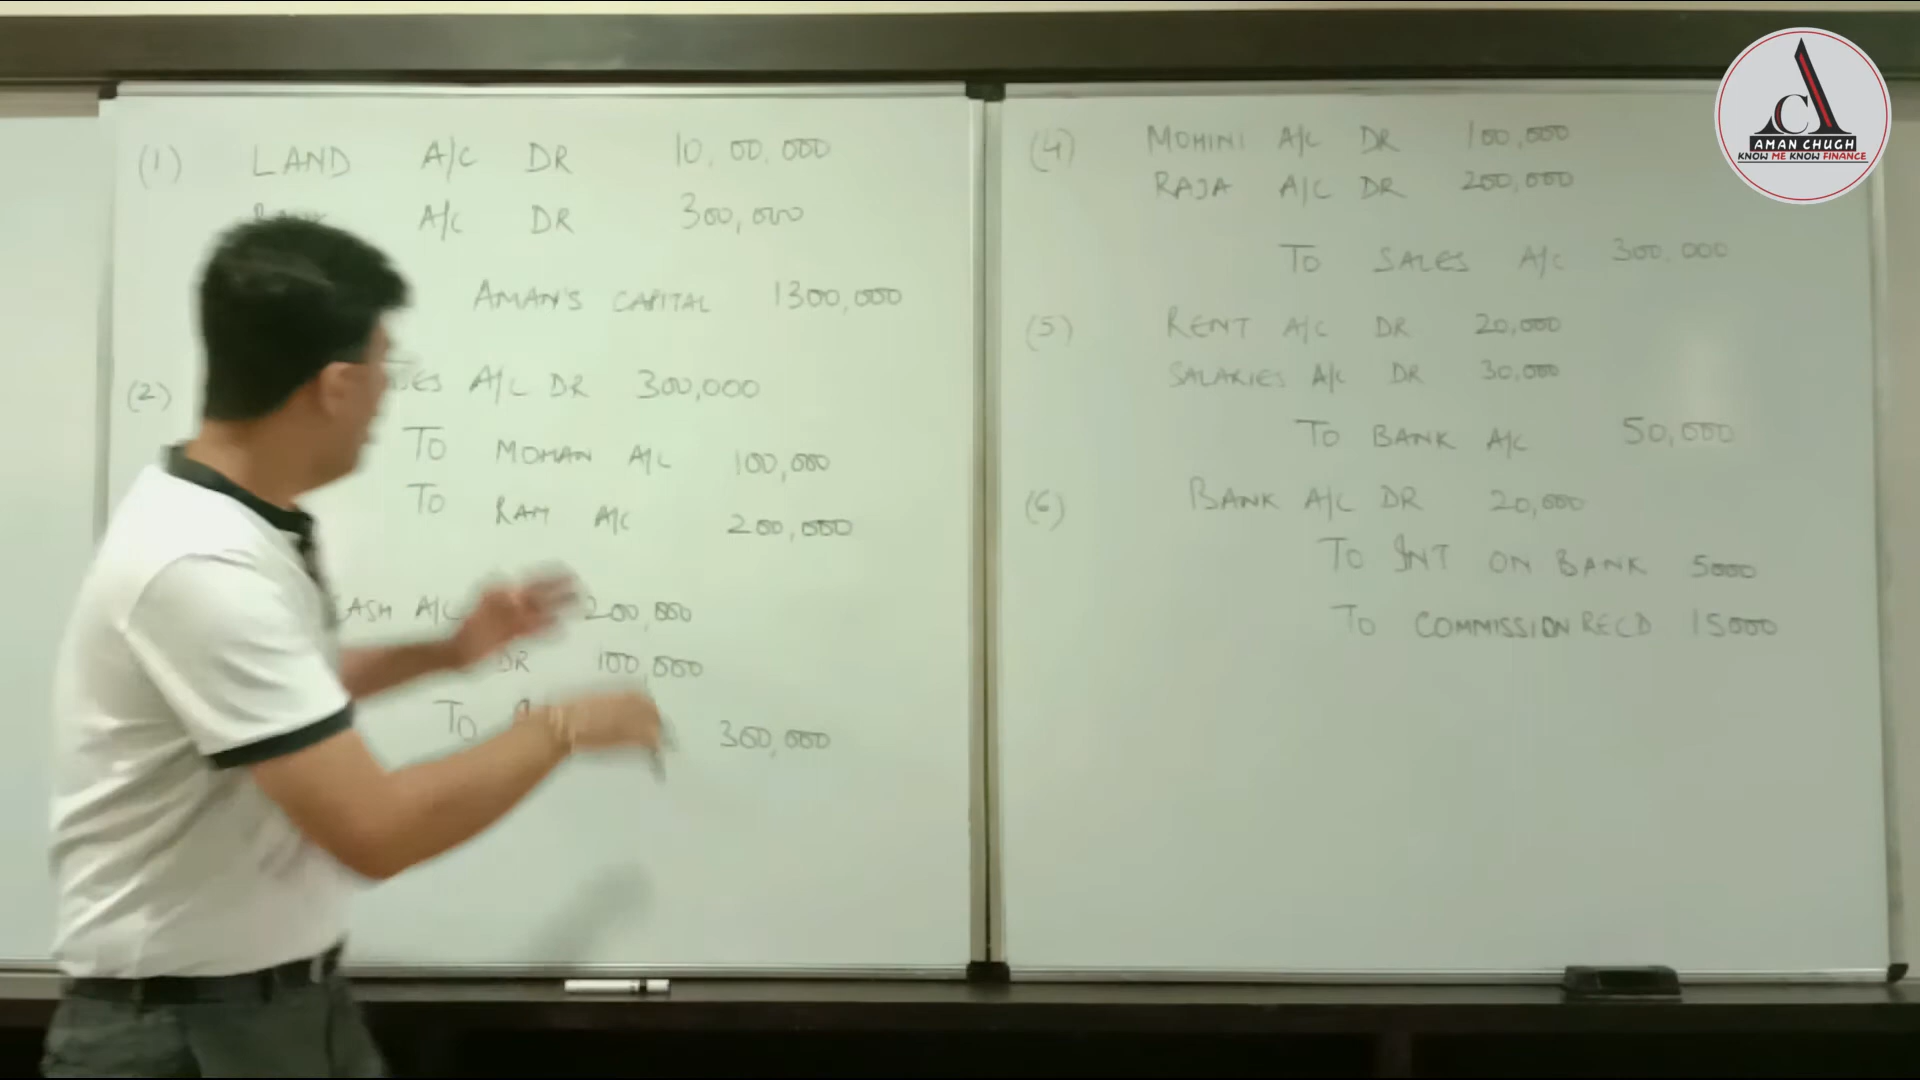 (1) LAND A/C DR 10,00,000
A/C DR 300,000
AMAN'S CAPITAL 1300,000
(2) A/C DR 300,000
TO MOHAN A/C 100,000
TO RAM A/C 200,000
CASH A/C 200,000
DR 100,000
TO 300,000
(4) MOHINI A/C DR 100,000
RAJA A/C DR 200,000
TO SALES A/C 300,000
(5) RENT A/C DR 20,000
SALARIES A/C DR 30,000
TO BANK A/C 50,000
(6) BANK A/C DR 20,000
TO INT ON BANK 5000
TO COMMISSION RECD 15000
AC
AMAN CHUGH
KNOW ME KNOW FINANCE